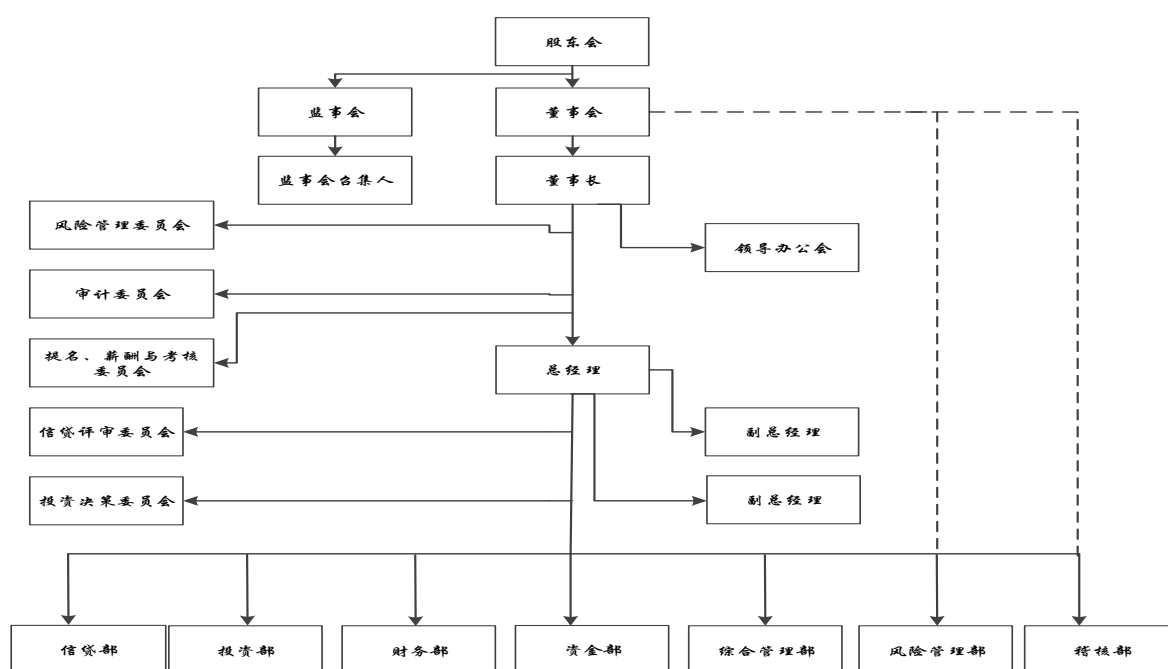 股东会
监事会
董事会
监事会召集人
董事长
风险管理委员会
领导办公会
审计委员会
提名、薪酬与考核
委员会
总经理
信贷评审委员会
副总经理
投资决策委员会
副总经理
信贷部
投资部
财务部
资金部
综合管理部
风险管理部
稽核部